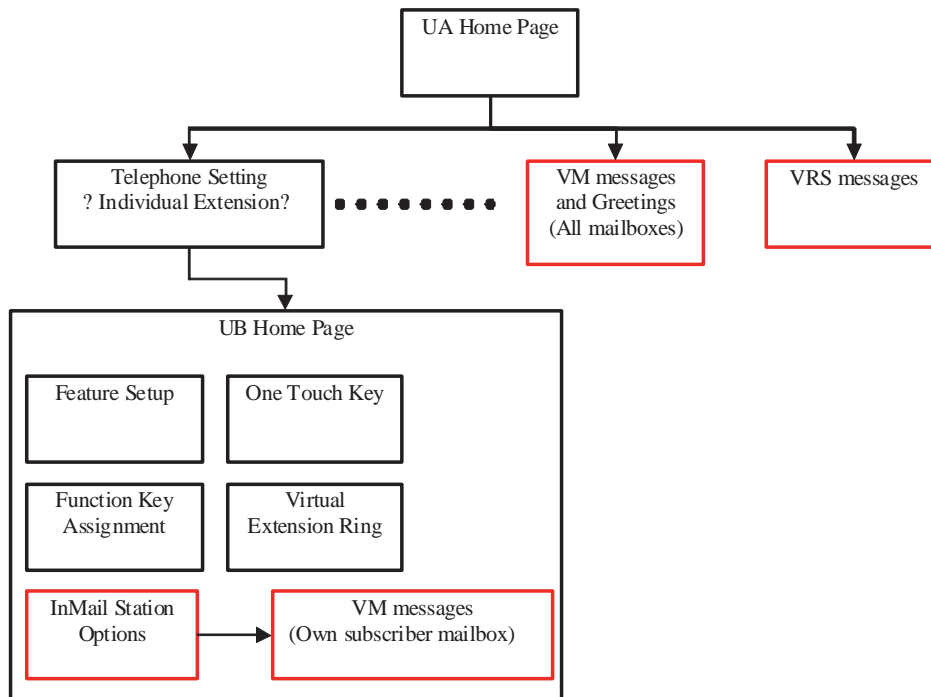 UA Home Page
Telephone Setting
? Individual Extension?
VM messages
and Greetings
(All mailboxes)
VRS messages
UB Home Page
Feature Setup
One Touch Key
Function Key
Assignment
Virtual
Extension Ring
InMail Station
Options
VM messages
(Own subscriber mailbox)